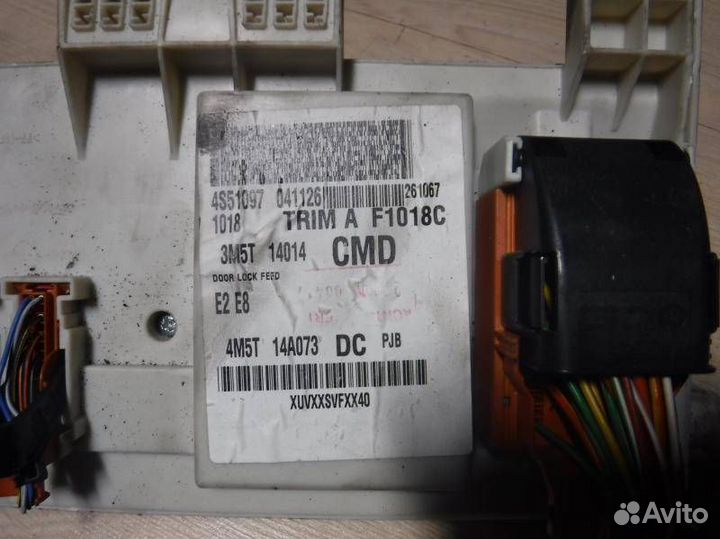 4S51097 041126 261067
1018 TRIM A F1018C
3M5T 14014 CMD
DOOR LOCK FEED
E2 E8
4M5T 14A073 DC PJB
XUVXXSVFXX40
Avito